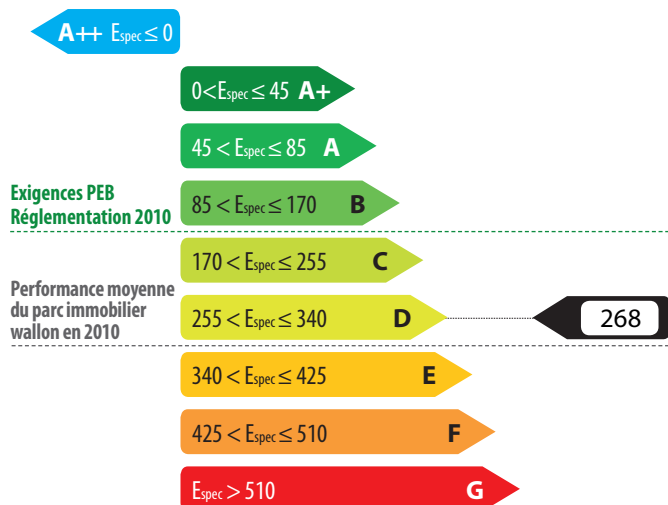 A++ Espec ≤ 0
0<Espec ≤ 45 A+
45 < Espec ≤ 85 A
Exigences PEB
Réglementation 2010
85 < Espec ≤ 170 B
170 < Espec ≤ 255 C
Performance moyenne
du parc immobilier
wallon en 2010
255 < Espec ≤ 340 D
268
340 < Espec ≤ 425 E
425 < Espec ≤ 510 F
Espec > 510 G